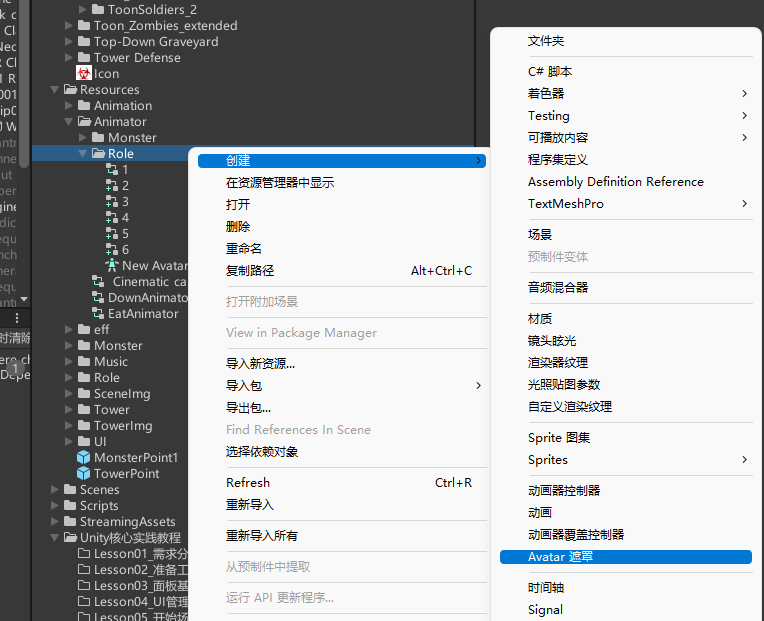 ToonSoldiers_2
Toon_Zombies_extended
Top-Down Graveyard
Tower Defense
Icon
Resources
Animation
Animator
Monster
Role
1
2
3
4
5
6
New Avatar
Cinematic ca
DownAnimato
EatAnimator
eff
Monster
Music
Role
SceneImg
Tower
TowerImg
UI
MonsterPoint1
TowerPoint
Scenes
Scripts
StreamingAssets
Unity核心实践教程
Lesson01_需求分
Lesson02_准备工
Lesson03_面板基
Lesson04_UI管理
Lesson05_开始场
时清除
1
创建
在资源管理器中显示
打开
删除
重命名
复制路径 Alt+Ctrl+C
打开附加场景
View in Package Manager
导入新资源...
导入包
导出包...
Find References In Scene
选择依赖对象
Refresh Ctrl+R
重新导入
重新导入所有
从预制件中提取
运行 API 更新程序...
文件夹
C# 脚本
着色器
Testing
可播放内容
程序集定义
Assembly Definition Reference
TextMeshPro
场景
预制件变体
音频混合器
材质
镜头眩光
渲染器纹理
光照贴图参数
自定义渲染纹理
Sprite 图集
Sprites
动画器控制器
动画
动画器覆盖控制器
Avatar 遮罩
时间轴
Signal